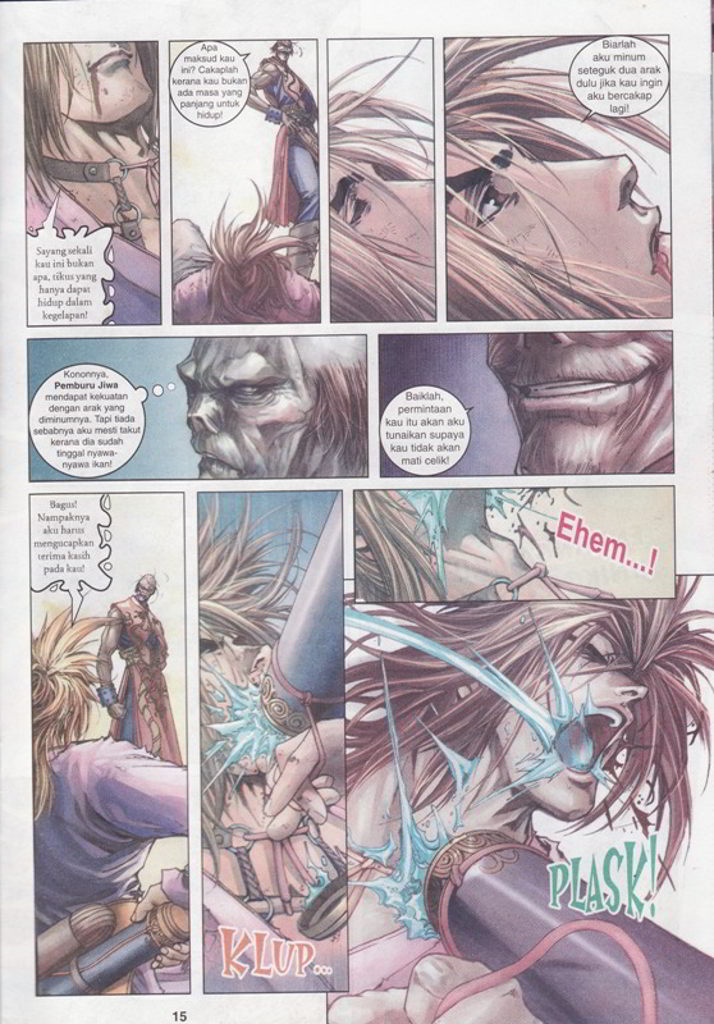 Sayang sekali
kau ini bukan
apa, tikus yang
hanya dapat
hidup dalam
kegelapan!
Apa
maksud kau
ini? Cakaplah
kerana kau bukan
ada masa yang
panjang untuk
hidup!
Biarlah
aku minum
seteguk dua arak
dulu jika kau ingin
aku bercakap
lagi!
Kononnya,
Pemburu Jiwa
mendapat kekuatan
dengan arak yang
diminumnya. Tapi tidak
sebabnya aku mesti takut
kerana dia sudah
tinggal nyawa-
nyawa ikan!
Baiklah,
permintaan
kau itu akan aku
tunaikan supaya
kau tidak akan
mati celik!
Bagus!
Nampaknya
aku harus
mengucapkan
terima kasih
pada kau!
KLUP...
Ehem...!
PLASK!
15